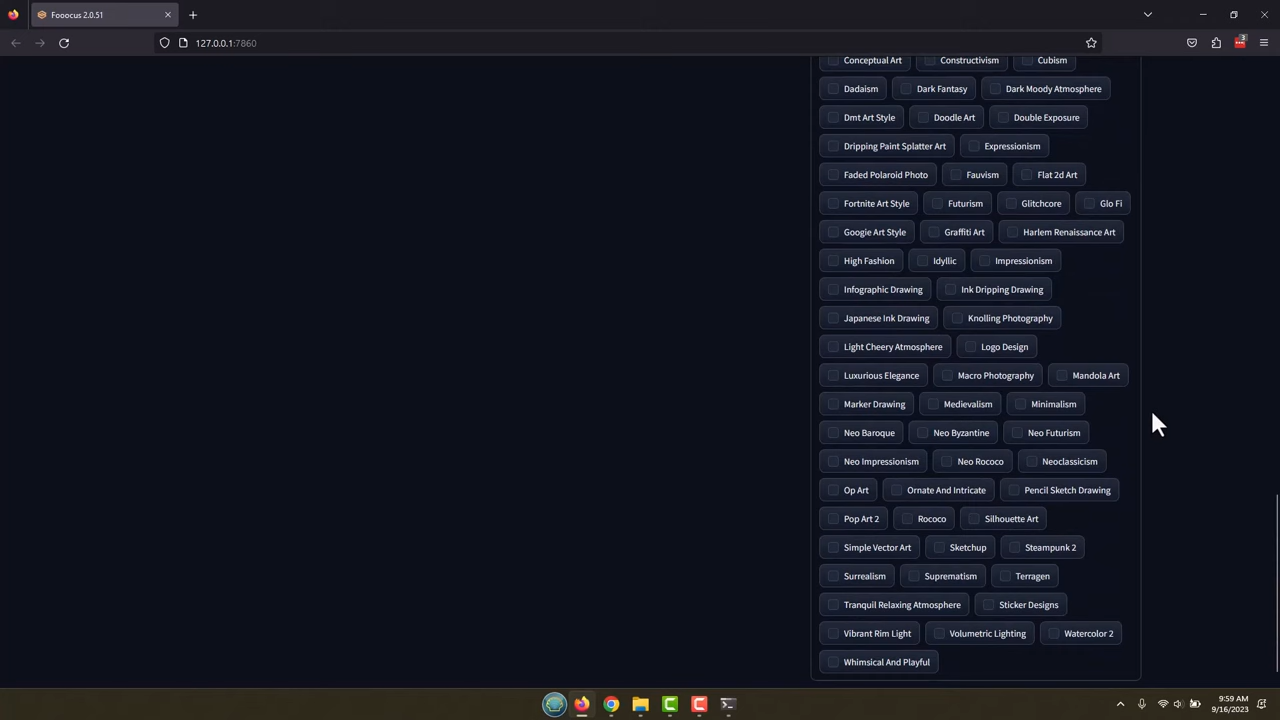 Fooocus 2.0.51
127.0.0.1:7860
3
Conceptual Art Constructivism Cubism
Dadaism Dark Fantasy Dark Moody Atmosphere
Dmt Art Style Doodle Art Double Exposure
Dripping Paint Splatter Art Expressionism
Faded Polaroid Photo Fauvism Flat 2d Art
Fortnite Art Style Futurism Glitchcore Glo Fi
Googie Art Style Graffiti Art Harlem Renaissance Art
High Fashion Idyllic Impressionism
Infographic Drawing Ink Dripping Drawing
Japanese Ink Drawing Knolling Photography
Light Cheery Atmosphere Logo Design
Luxurious Elegance Macro Photography Mandola Art
Marker Drawing Medievalism Minimalism
Neo Baroque Neo Byzantine Neo Futurism
Neo Impressionism Neo Rococo Neoclassicism
Op Art Ornate And Intricate Pencil Sketch Drawing
Pop Art 2 Rococo Silhouette Art
Simple Vector Art Sketchup Steampunk 2
Surrealism Suprematism Terragen
Tranquil Relaxing Atmosphere Sticker Designs
Vibrant Rim Light Volumetric Lighting Watercolor 2
Whimsical And Playful
9:59 AM
9/16/2023